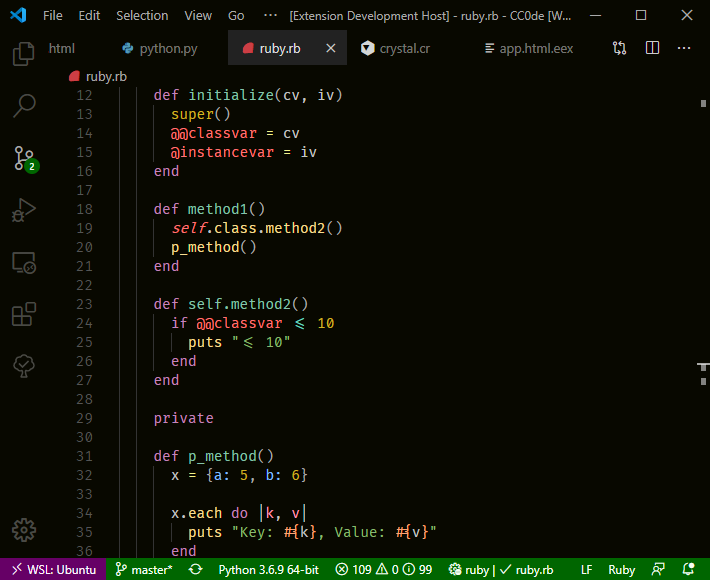 File Edit Selection View Go ··· [Extension Development Host] - ruby.rb - CC0de [W...
html python.py ruby.rb crystal.cr app.html.eex
ruby.rb
12 def initialize(cv, iv)
13 super()
14 @@classvar = cv
15 @instancevar = iv
16 end
17
18 def method1()
19 self.class.method2()
20 p_method()
21 end
22
23 def self.method2()
24 if @@classvar <= 10
25 puts "<= 10"
26 end
27 end
28
29 private
30
31 def p_method()
32 x = {a: 5, b: 6}
33
34 x.each do |k, v|
35 puts "Key: #{k}, Value: #{v}"
36 end
2
WSL: Ubuntu master* Python 3.6.9 64-bit 109 0 99 ruby | ✓ ruby.rb LF Ruby